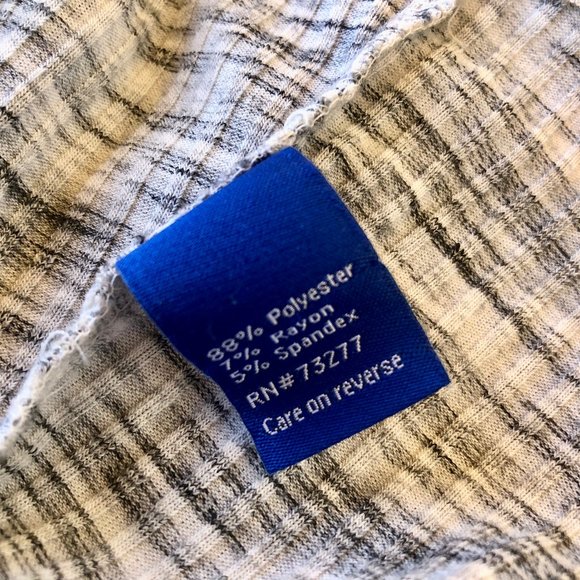 88% Polyester
7% Rayon
5% Spandex
RN# 73277
Care on reverse